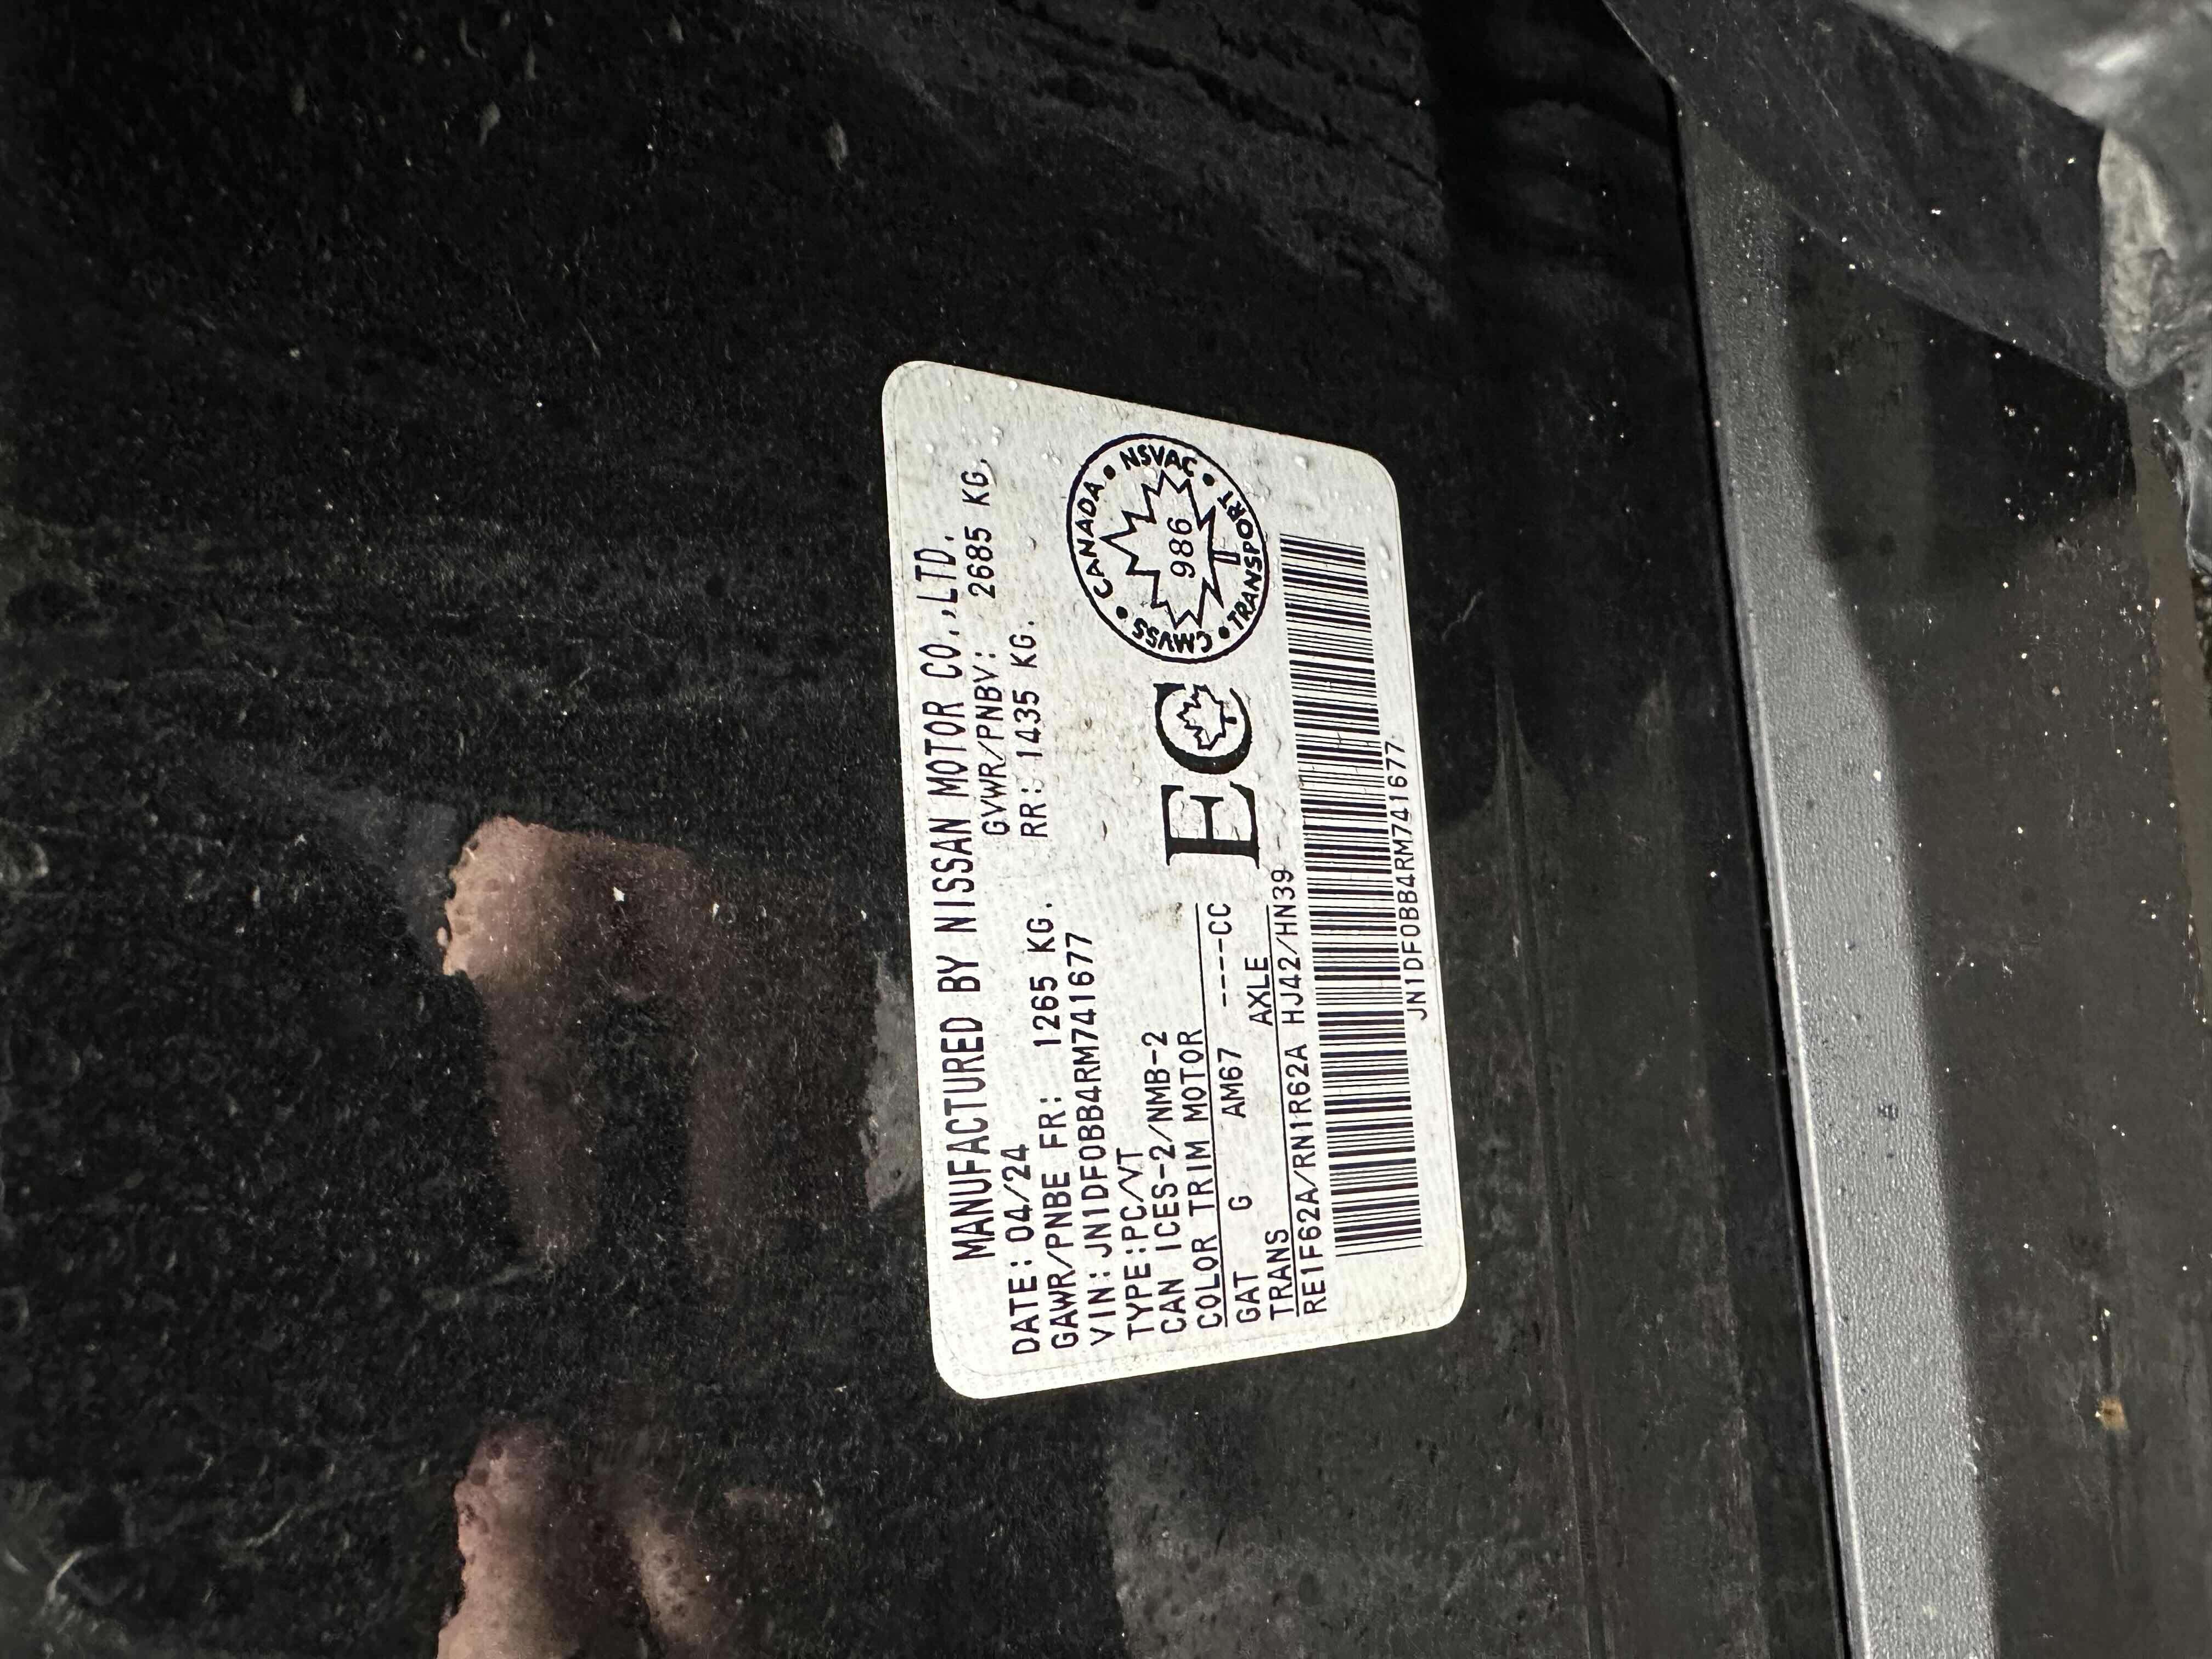 MANUFACTURED BY NISSAN MOTOR CO.,LTD.
DATE: 04/24 GVWR/PNBV: 2685 KG.
GAWR/PNBE FR: 1265 KG. RR: 1435 KG.
VIN: JN1DF0BB4RM741677
TYPE:PC/VT
CAN ICES-2/NMB-2
COLOR TRIM MOTOR
GAT G AM67 ----CC
TRANS AXLE
RE1F62A/RN1R62A HJ42/HN39
EC
CANADA • NSVAC • TRANSPORT • CMVSS •
986
JN1DF0BB4RM741677